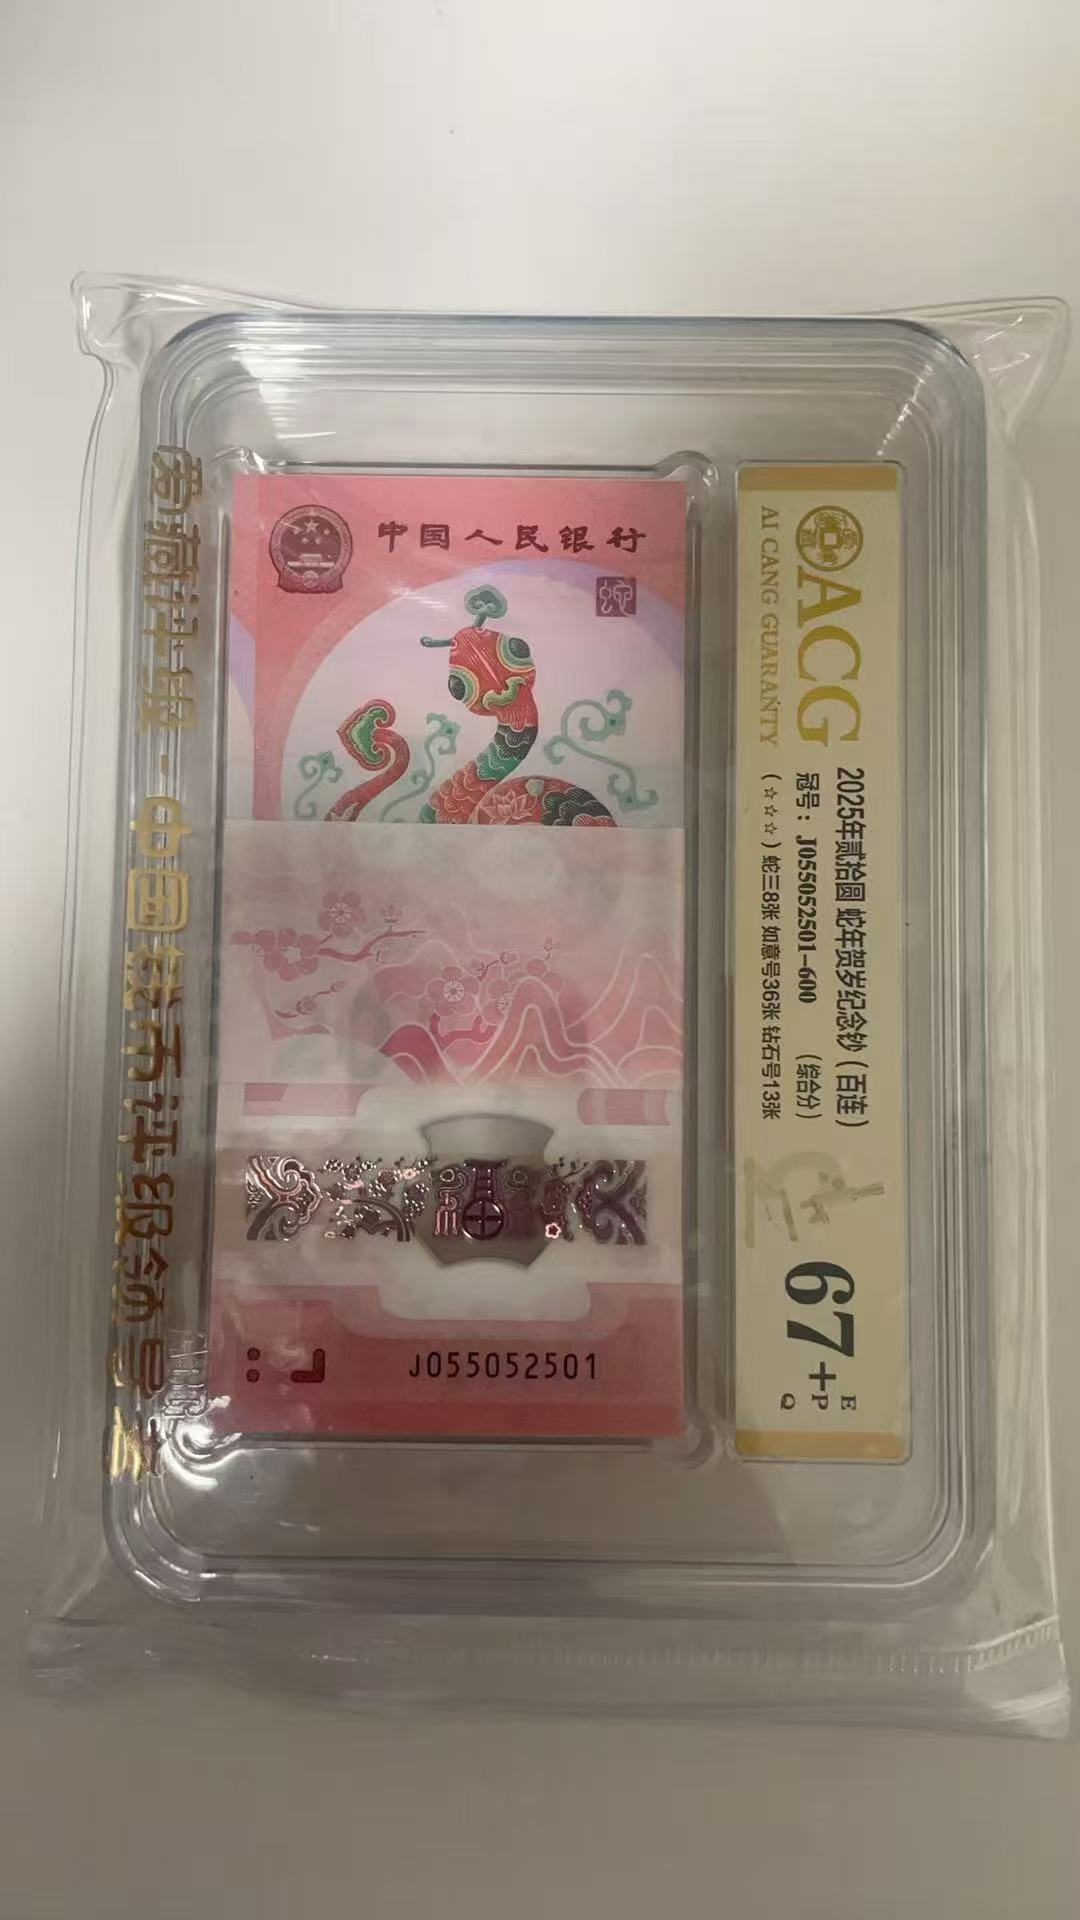 中国人民银行
蛇
J055052501
ACG
AI CANG GUARANTY
2025年贰拾圆 蛇年贺岁纪念钞（百连）
冠号：J055052501-600 （综合分）
（☆☆☆）蛇三8张 如意号36张 钻石号13张
67+
E
P
Q
爱藏评级·中国钱币评级领导者